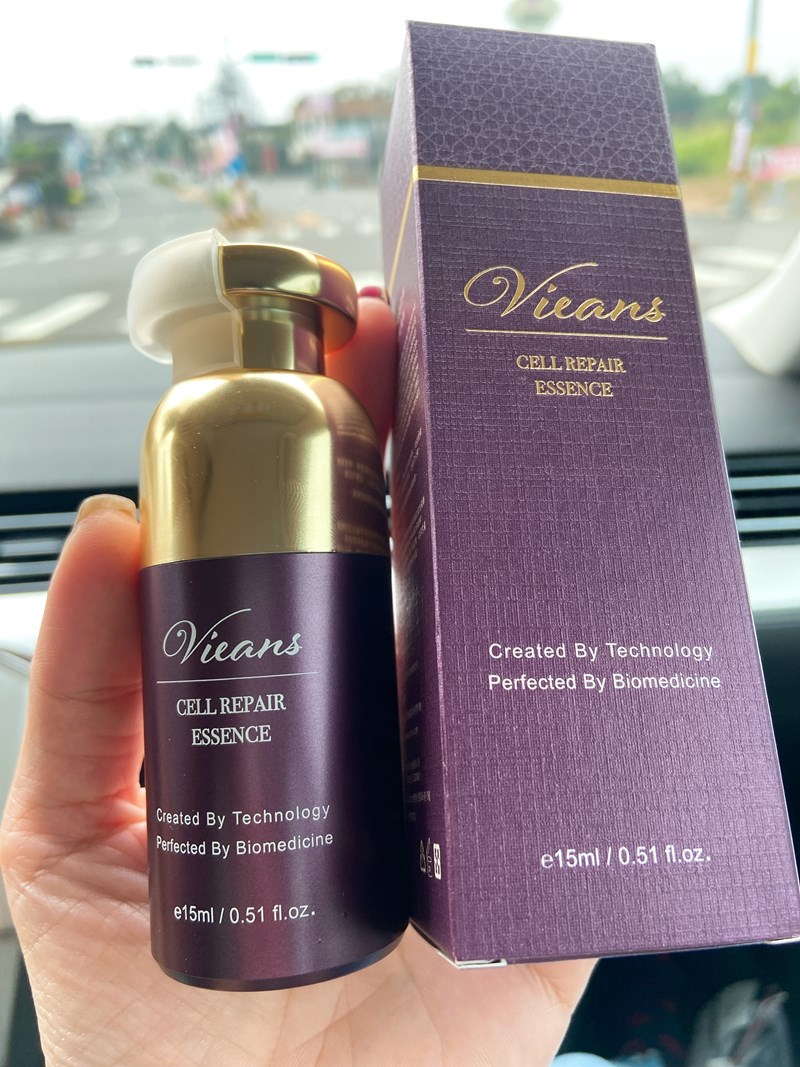 Vieans
CELL REPAIR
ESSENCE
Created By Technology
Perfected By Biomedicine
e15ml / 0.51 fl.oz.
Vieans
CELL REPAIR
ESSENCE
Created By Technology
Perfected By Biomedicine
e15ml / 0.51 fl.oz.